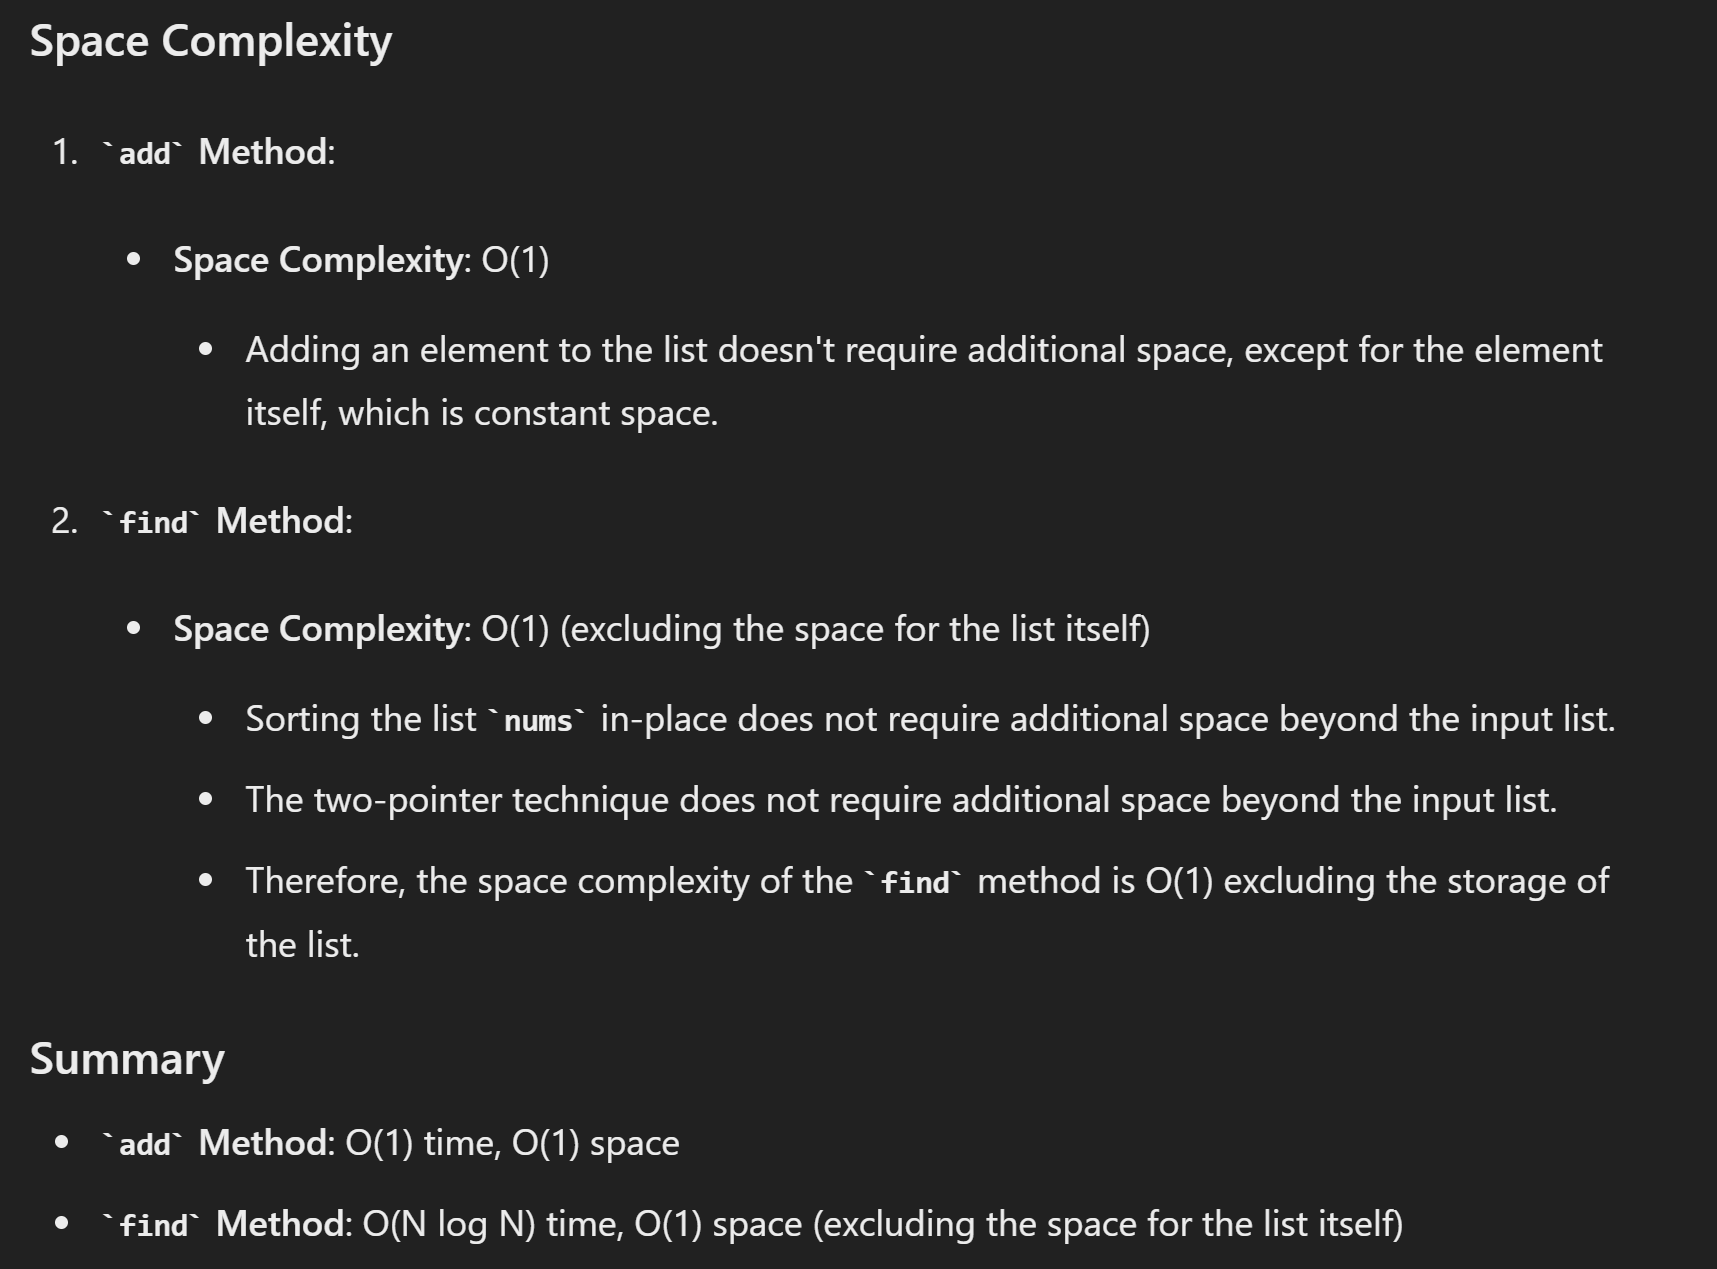 Space Complexity
1. `add` Method:
• Space Complexity: O(1)
• Adding an element to the list doesn't require additional space, except for the element
itself, which is constant space.
2. `find` Method:
• Space Complexity: O(1) (excluding the space for the list itself)
• Sorting the list `nums` in-place does not require additional space beyond the input list.
• The two-pointer technique does not require additional space beyond the input list.
• Therefore, the space complexity of the `find` method is O(1) excluding the storage of
the list.
Summary
• `add` Method: O(1) time, O(1) space
• `find` Method: O(N log N) time, O(1) space (excluding the space for the list itself)